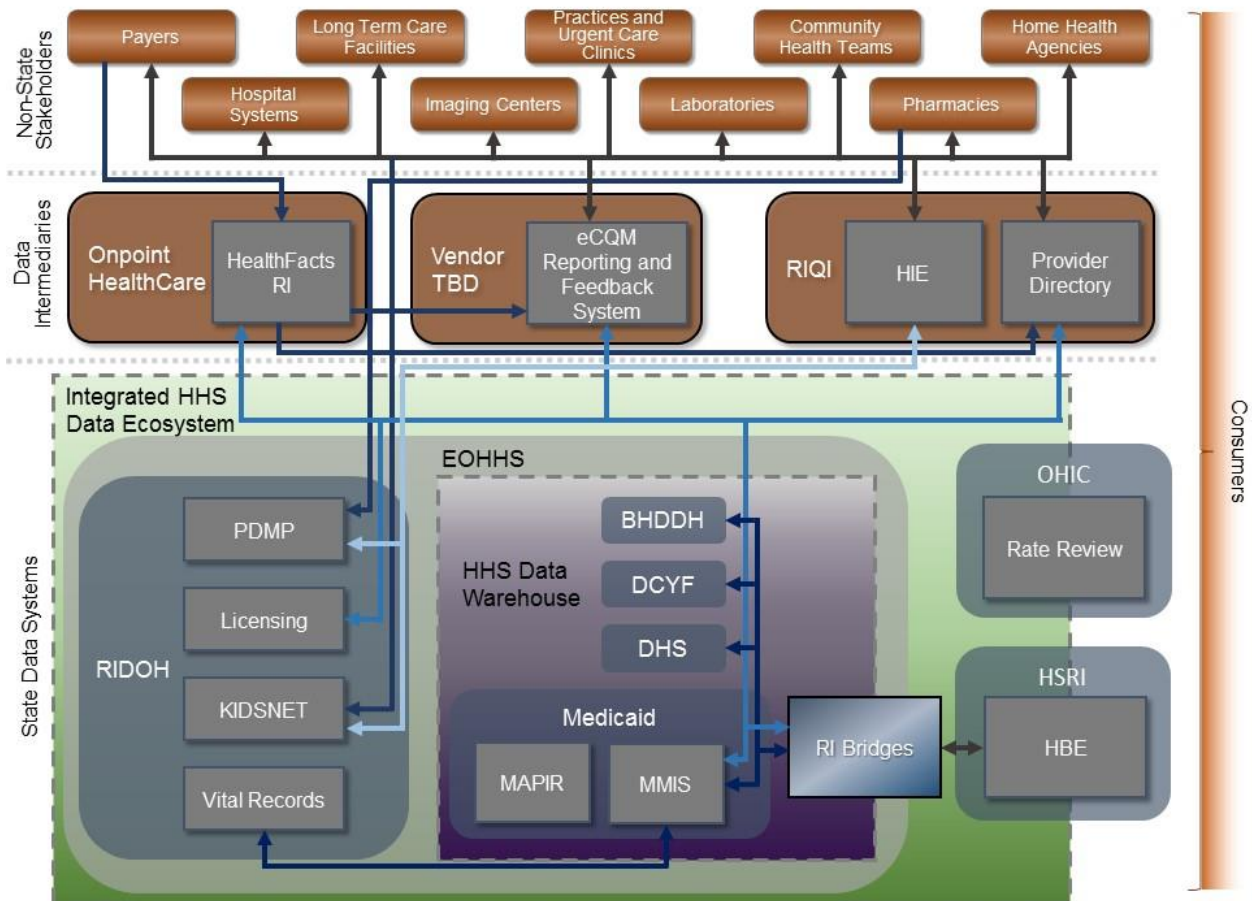 Non-State
Stakeholders
Payers
Long Term Care
Facilities
Practices and
Urgent Care
Clinics
Community
Health Teams
Home Health
Agencies
Hospital
Systems
Imaging Centers
Laboratories
Pharmacies
Data
Intermediaries
Onpoint
HealthCare
HealthFacts
RI
Vendor
TBD
eCQM
Reporting and
Feedback
System
RIQI
HIE
Provider
Directory
Consumers
State Data Systems
Integrated HHS
Data Ecosystem
EOHHS
RIDOH
PDMP
Licensing
KIDSNET
Vital Records
HHS Data
Warehouse
BHDDH
DCYF
DHS
Medicaid
MAPIR
MMIS
RI Bridges
OHIC
Rate Review
HSRI
HBE